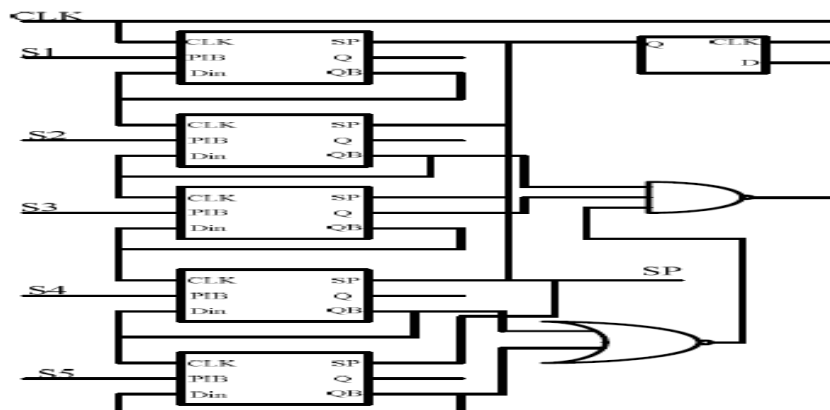 CLK
S1
CLK SP
PIB Q
Din QB
Q CLK
D
S2
CLK SP
PIB Q
Din QB
S3
CLK SP
PIB Q
Din QB
S4
CLK SP
PIB Q
Din QB
SP
S5
CLK SP
PIB Q
Din QB